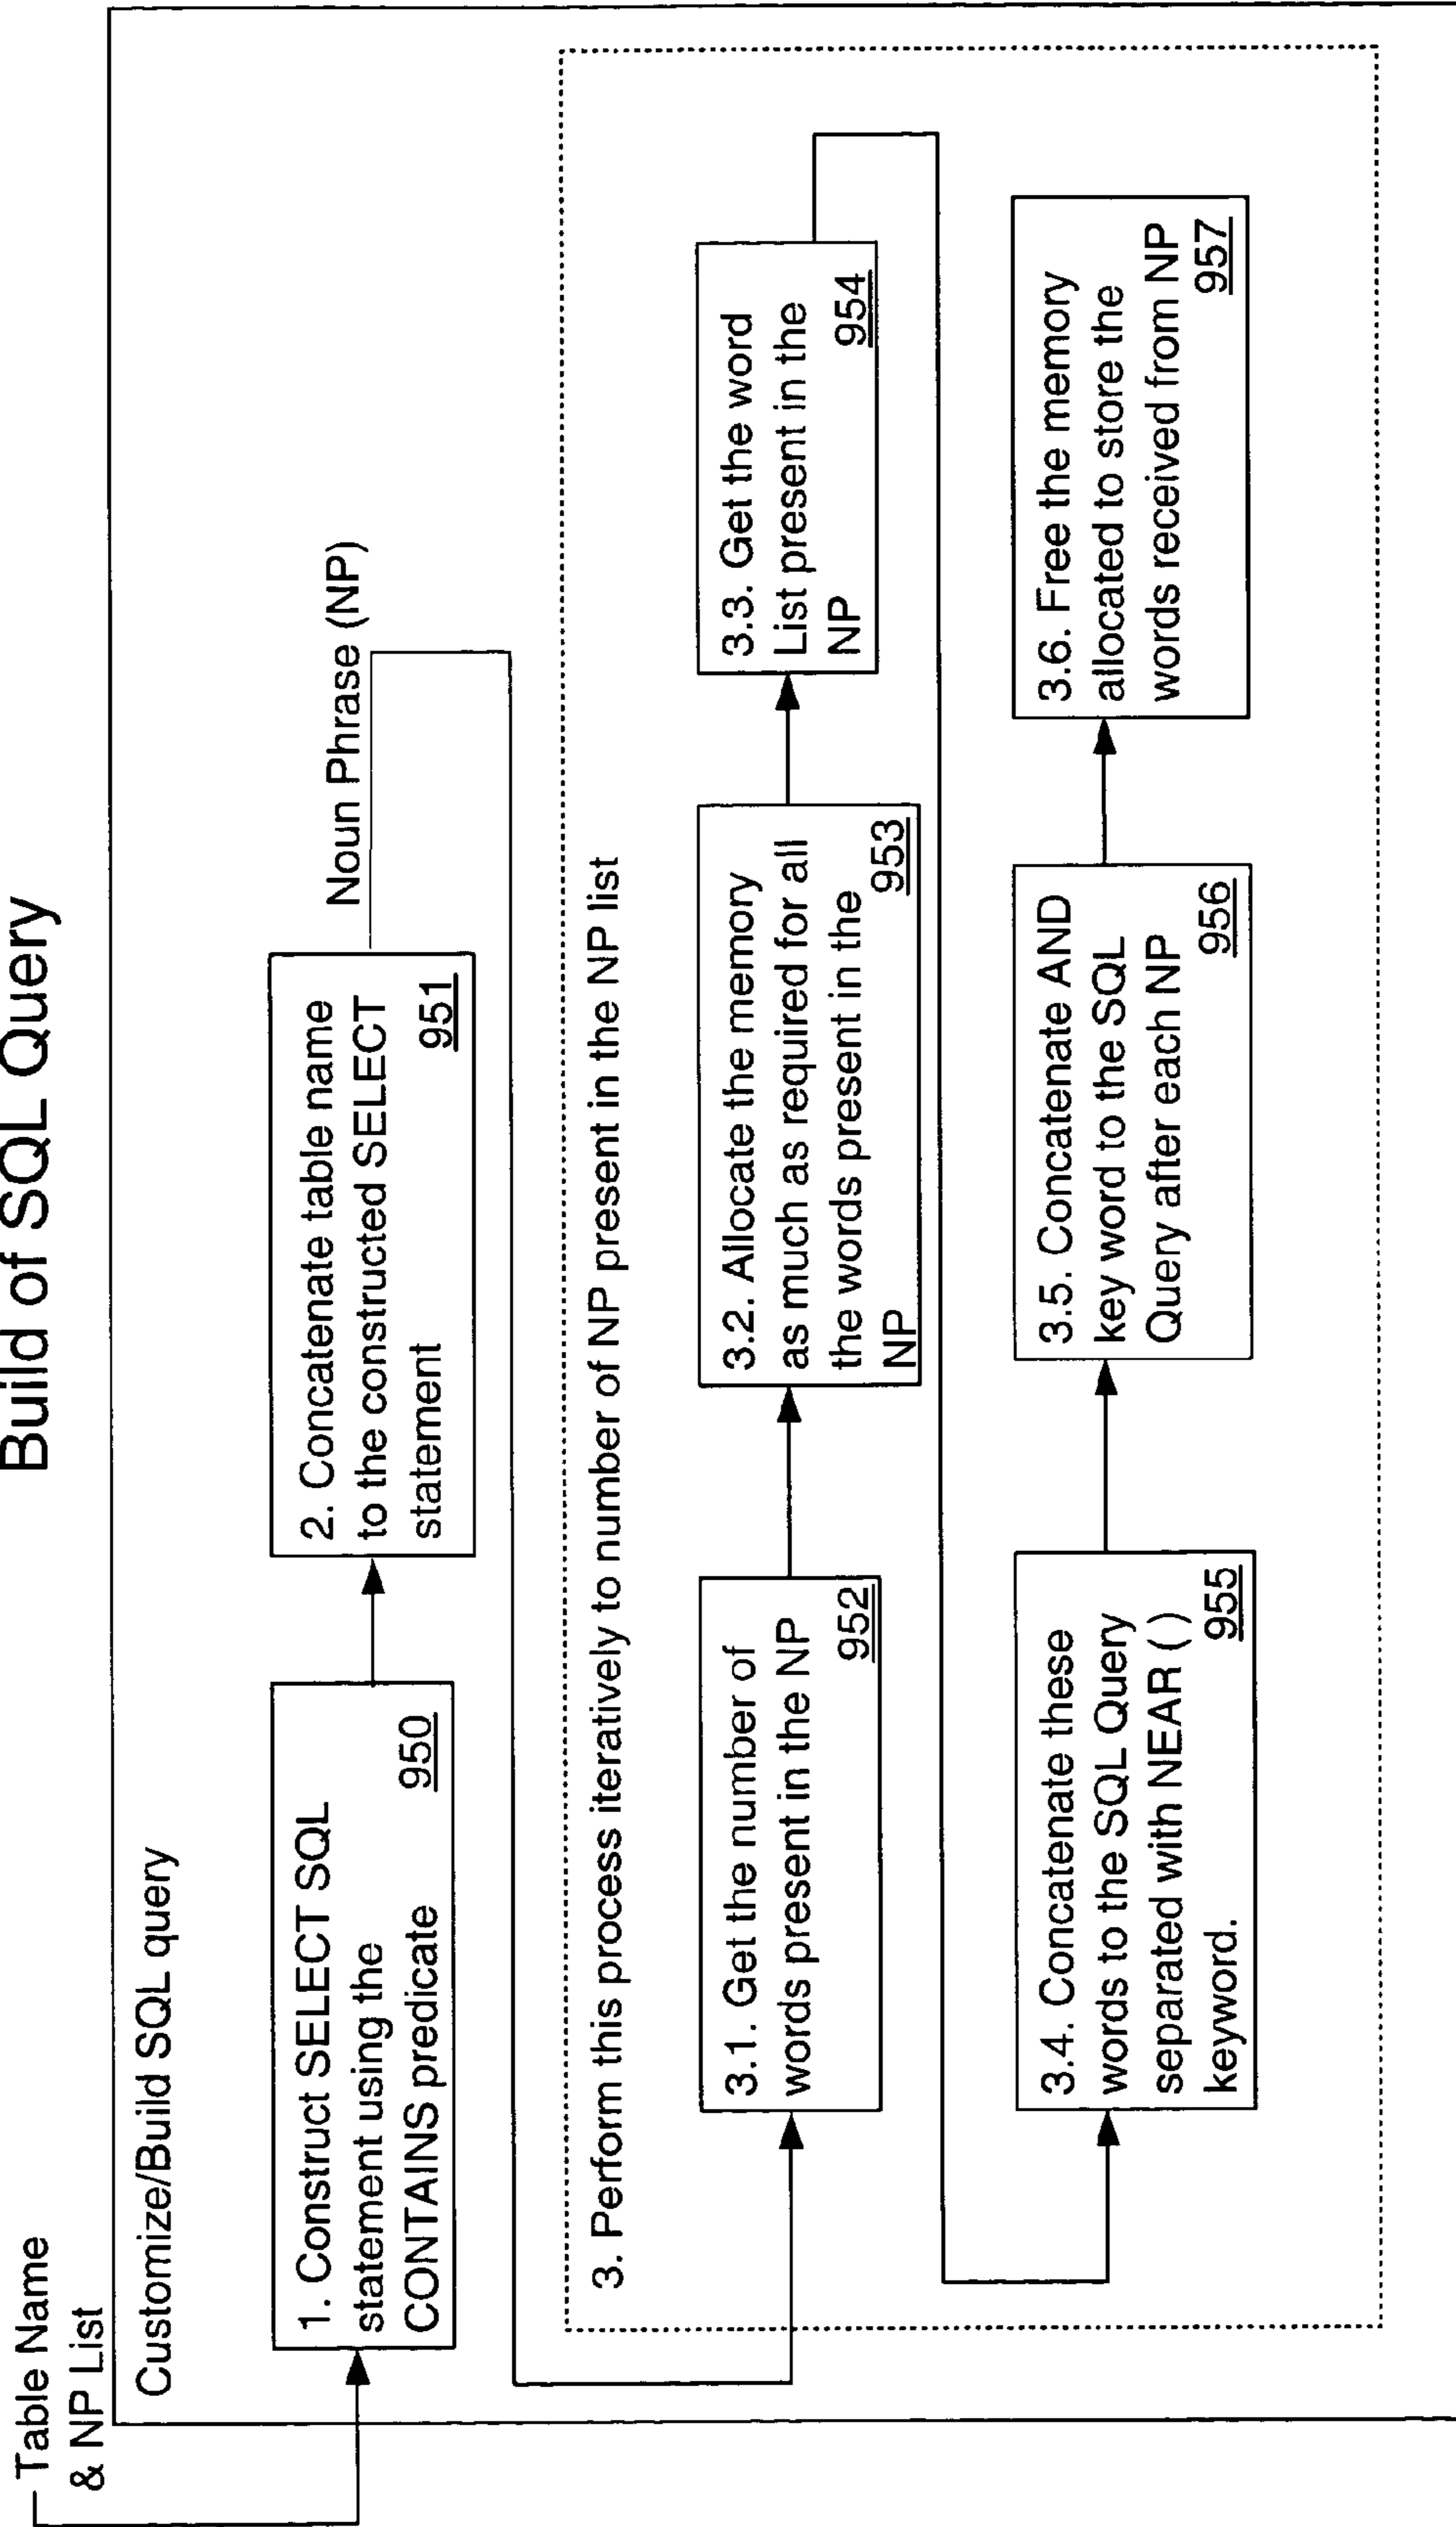 Build of SQL Query
Table Name
& NP List
Customize/Build SQL query
1. Construct SELECT SQL
statement using the
CONTAINS predicate
950
2. Concatenate table name
to the constructed SELECT
statement
951
Noun Phrase (NP)
3. Perform this process iteratively to number of NP present in the NP list
3.1. Get the number of
words present in the NP
952
3.2. Allocate the memory
as much as required for all
the words present in the
NP
953
3.3. Get the word
List present in the
NP
954
3.4. Concatenate these
words to the SQL Query
separated with NEAR ( )
keyword.
955
3.5. Concatenate AND
key word to the SQL
Query after each NP
956
3.6. Free the memory
allocated to store the
words received from NP
957